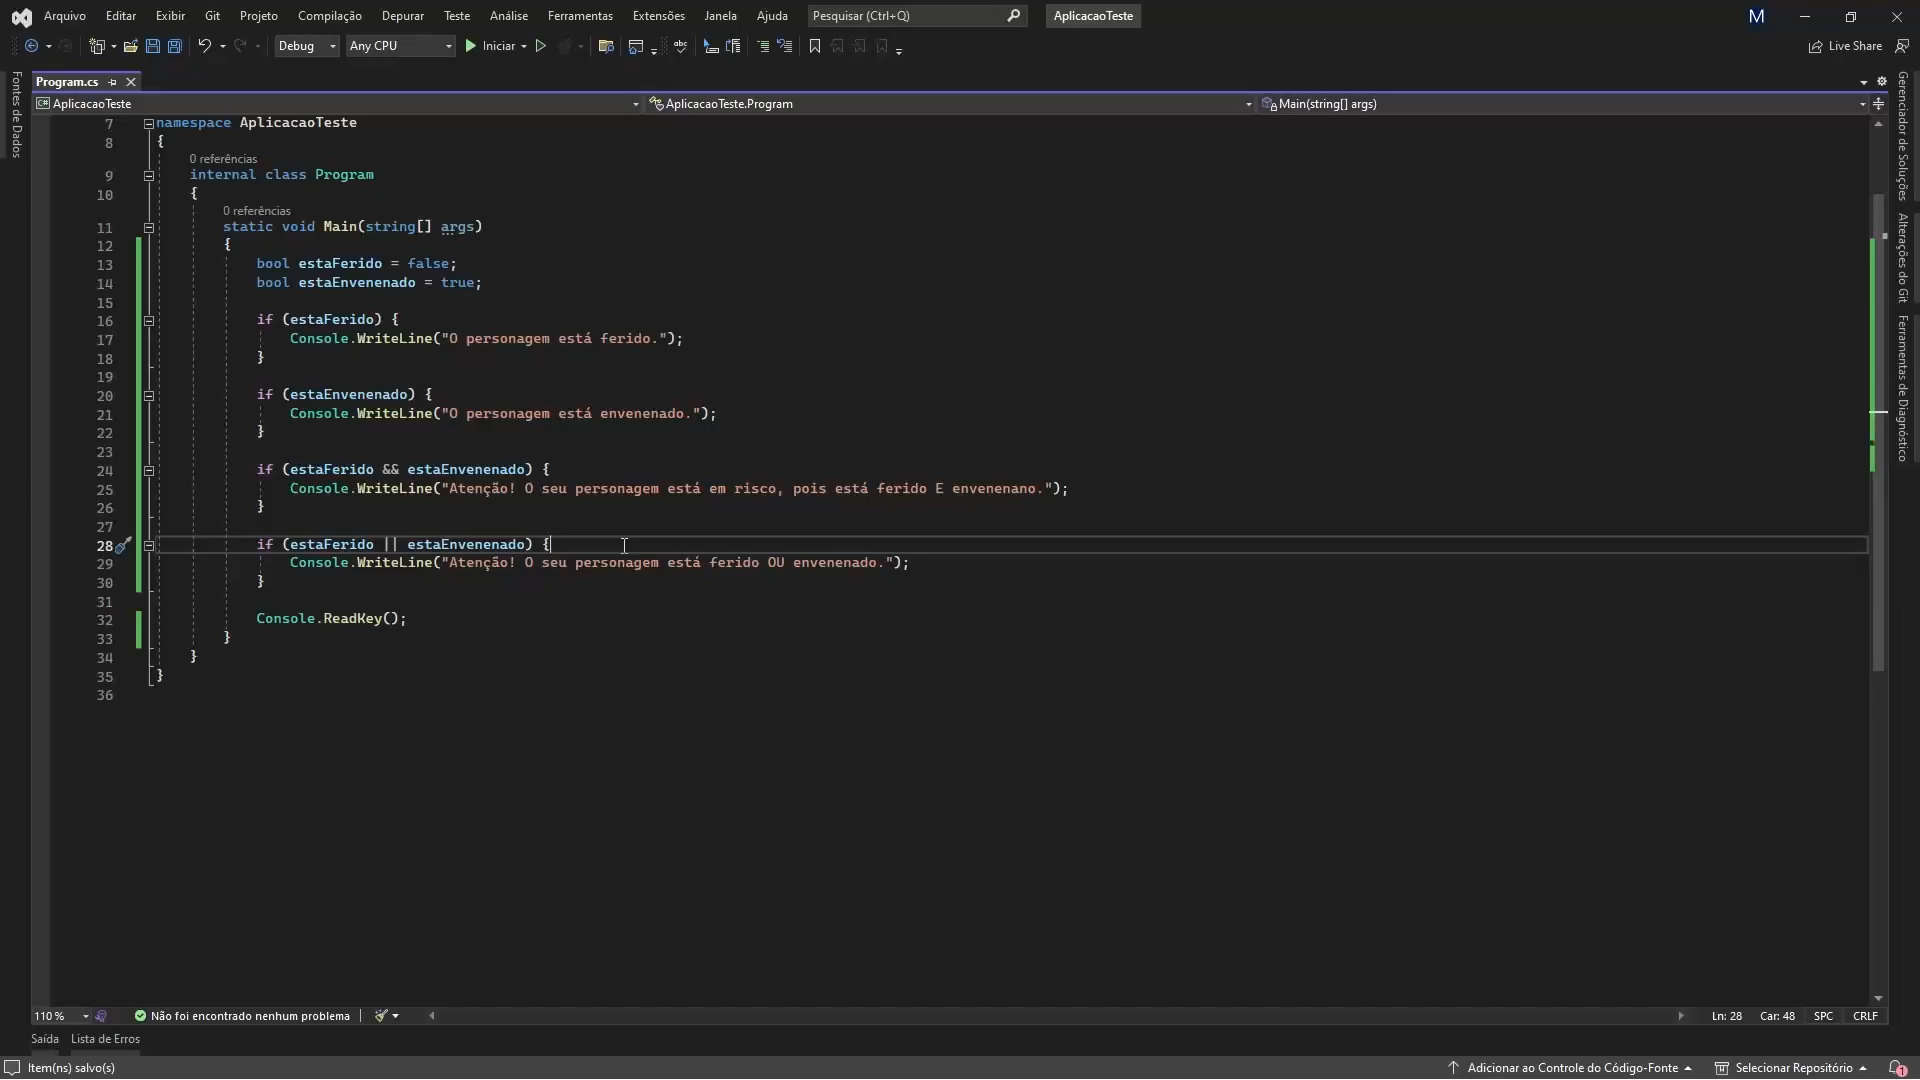 Arquivo Editar Exibir Git Projeto Compilação Depurar Teste Análise Ferramentas Extensões Janela Ajuda Pesquisar (Ctrl+Q) AplicacaoTeste M
Debug Any CPU Iniciar Live Share
Program.cs
AplicacaoTeste AplicacaoTeste.Program Main(string[] args)
Fontes de Dados
Gerenciador de Soluções
Alterações do Git
Ferramentas de Diagnóstico
7 namespace AplicacaoTeste
8 {
0 referências
9 internal class Program
10 {
0 referências
11 static void Main(string[] args)
12 {
13 bool estaFerido = false;
14 bool estaEnvenenado = true;
15
16 if (estaFerido) {
17 Console.WriteLine("O personagem está ferido.");
18 }
19
20 if (estaEnvenenado) {
21 Console.WriteLine("O personagem está envenenado.");
22 }
23
24 if (estaFerido && estaEnvenenado) {
25 Console.WriteLine("Atenção! O seu personagem está em risco, pois está ferido E envenenano.");
26 }
27
28 if (estaFerido || estaEnvenenado) {
29 Console.WriteLine("Atenção! O seu personagem está ferido OU envenenado.");
30 }
31
32 Console.ReadKey();
33 }
34 }
35 }
36
110 % Não foi encontrado nenhum problema Ln: 28 Car: 48 SPC CRLF
Saída Lista de Erros
Item(ns) salvo(s) Adicionar ao Controle do Código-Fonte Selecionar Repositório 1